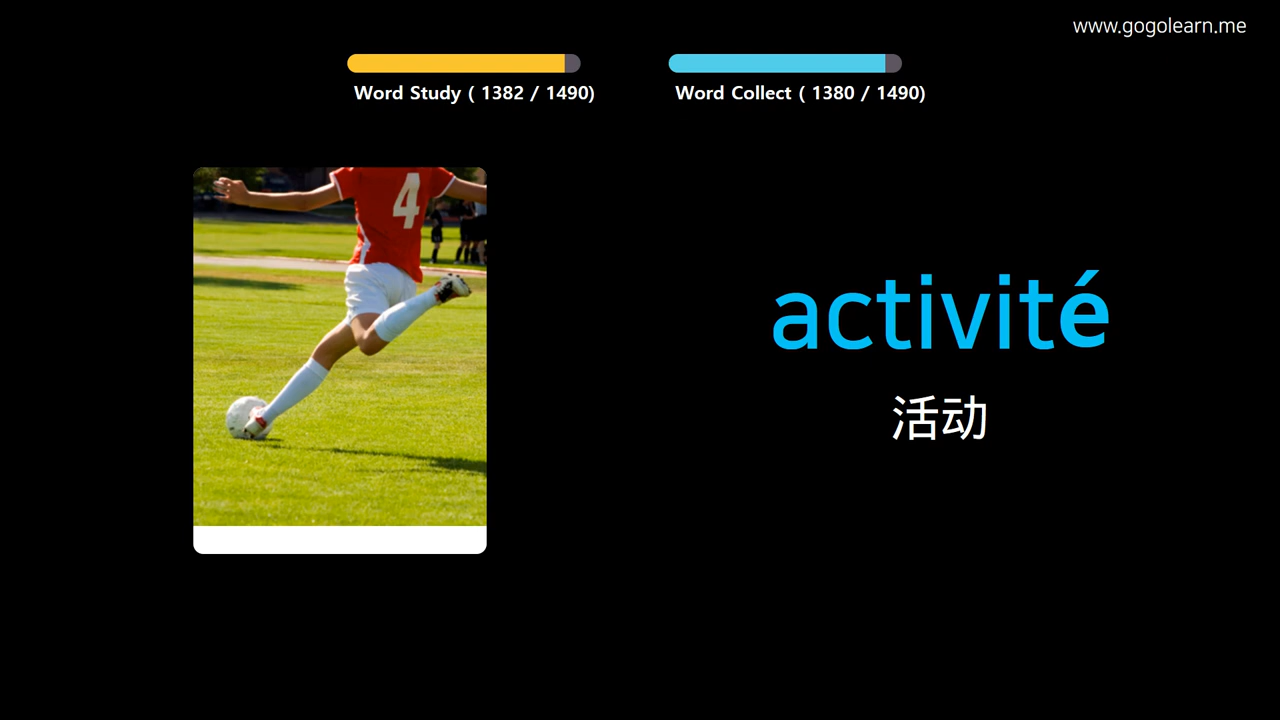 www.gogolearn.me
Word Study ( 1382 / 1490)
Word Collect ( 1380 / 1490)
4
activité
活动